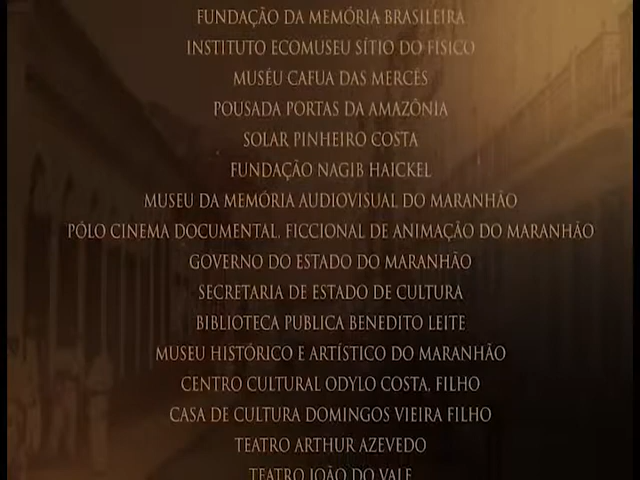 FUNDAÇÃO DA MEMÓRIA BRASILEIRA
INSTITUTO ECOMUSEU SÍTIO DO FÍSICO
MUSÉU CAFUA DAS MERCÊS
POUSADA PORTAS DA AMAZÔNIA
SOLAR PINHEIRO COSTA
FUNDAÇÃO NAGIB HAICKEL
MUSEU DA MEMÓRIA AUDIOVISUAL DO MARANHÃO
PÓLO CINEMA DOCUMENTAL, FICCIONAL DE ANIMAÇÃO DO MARANHÃO
GOVERNO DO ESTADO DO MARANHÃO
SECRETARIA DE ESTADO DE CULTURA
BIBLIOTECA PUBLICA BENEDITO LEITE
MUSEU HISTÓRICO E ARTÍSTICO DO MARANHÃO
CENTRO CULTURAL ODYLO COSTA, FILHO
CASA DE CULTURA DOMINGOS VIEIRA FILHO
TEATRO ARTHUR AZEVEDO
TEATRO JOÃO DO VALE